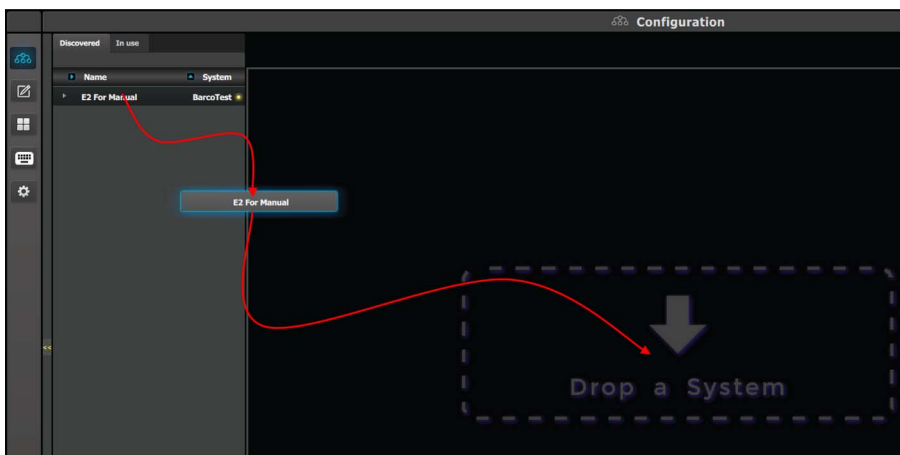 Configuration
Discovered In use
Name System
E2 For Manual BarcoTest
E2 For Manual
<<
Drop a System